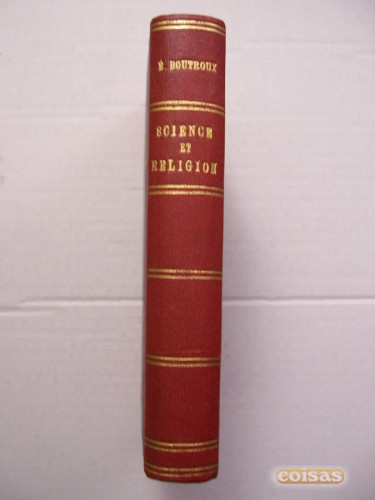 É. BOUTROUX
SCIENCE
ET
RELIGION
coisas